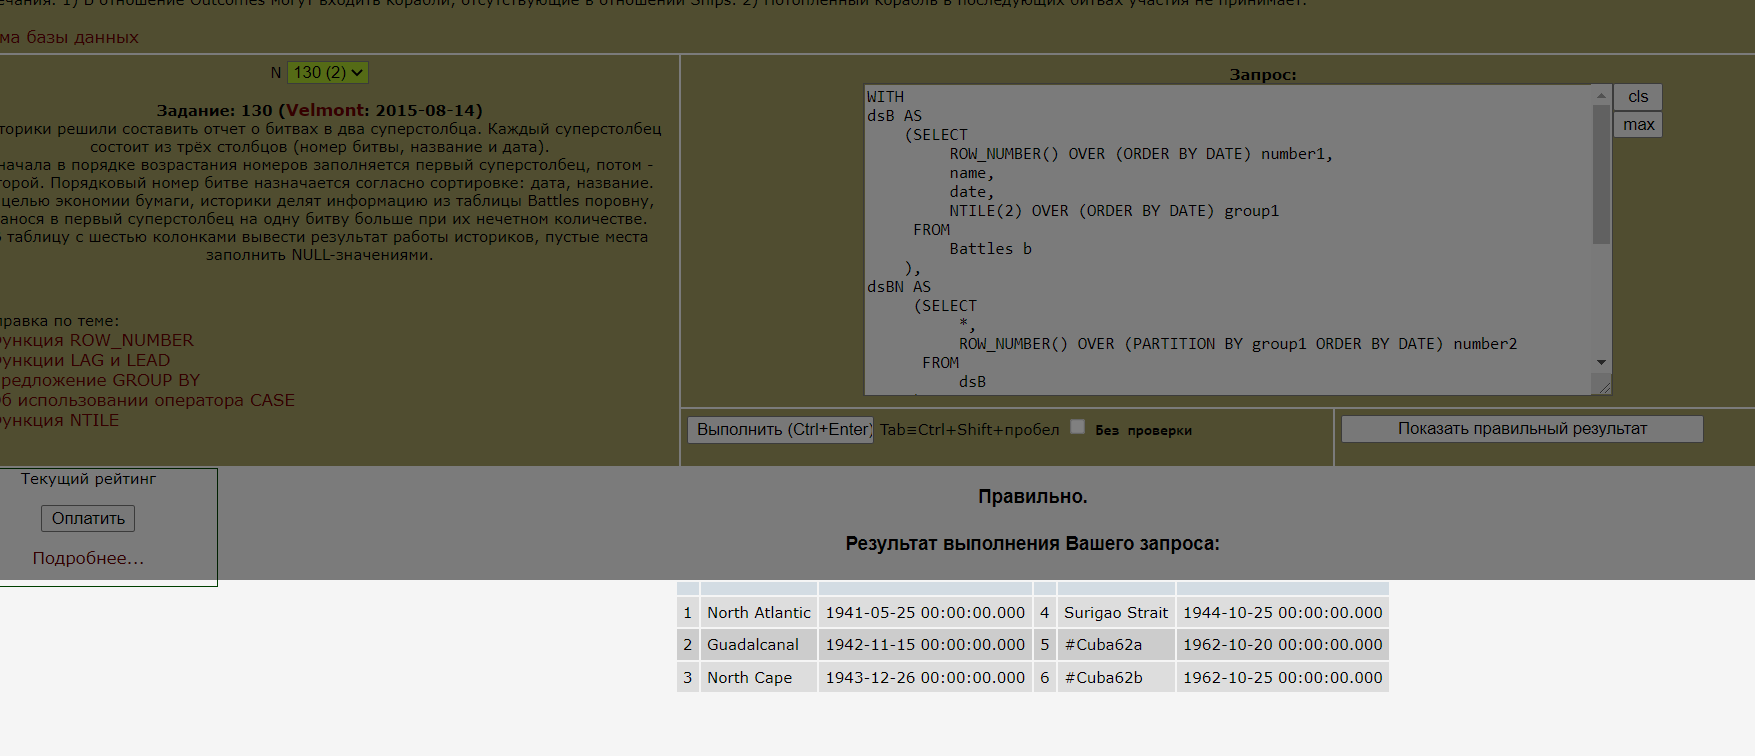 чания: 1) В отношение Outcomes могут входить корабли, отсутствующие в отношении Ships. 2) Потопленный корабль в последующих битвах участия не принимает.
ма базы данных
N 130 (2)
Задание: 130 (Velmont: 2015-08-14)
торики решили составить отчет о битвах в два суперстолбца. Каждый суперстолбец
состоит из трёх столбцов (номер битвы, название и дата).
начала в порядке возрастания номеров заполняется первый суперстолбец, потом -
торой. Порядковый номер битве назначается согласно сортировке: дата, название.
целью экономии бумаги, историки делят информацию из таблицы Battles поровну,
анося в первый суперстолбец на одну битву больше при их нечетном количестве.
таблицу с шестью колонками вывести результат работы историков, пустые места
заполнить NULL-значениями.
правка по теме:
ункция ROW_NUMBER
ункции LAG и LEAD
редложение GROUP BY
б использовании оператора CASE
ункция NTILE
Запрос:
WITH
dsB AS
(SELECT
ROW_NUMBER() OVER (ORDER BY DATE) number1,
name,
date,
NTILE(2) OVER (ORDER BY DATE) group1
FROM
Battles b
),
dsBN AS
(SELECT
*,
ROW_NUMBER() OVER (PARTITION BY group1 ORDER BY DATE) number2
FROM
dsB
cls
max
Выполнить (Ctrl+Enter) Tab≡Ctrl+Shift+пробел Без проверки
Показать правильный результат
Текущий рейтинг
Оплатить
Подробнее...
Правильно.
Результат выполнения Вашего запроса:
1 North Atlantic 1941-05-25 00:00:00.000 4 Surigao Strait 1944-10-25 00:00:00.000
2 Guadalcanal 1942-11-15 00:00:00.000 5 #Cuba62a 1962-10-20 00:00:00.000
3 North Cape 1943-12-26 00:00:00.000 6 #Cuba62b 1962-10-25 00:00:00.000